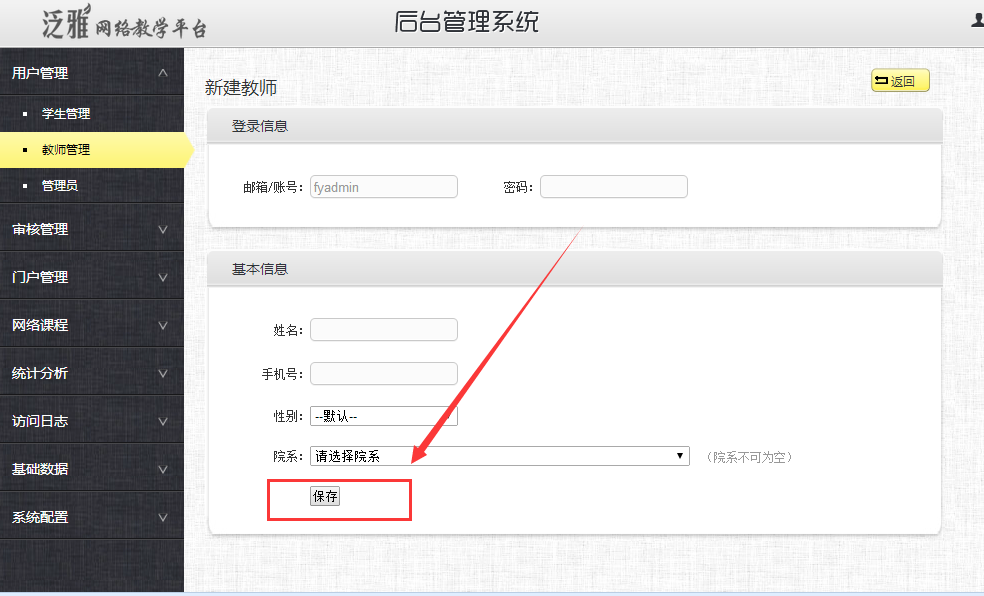 泛雅 网络教学平台
后台管理系统
用户管理
学生管理
教师管理
管理员
审核管理
门户管理
网络课程
统计分析
访问日志
基础数据
系统配置
新建教师
返回
登录信息
邮箱/账号： fyadmin 密码：
基本信息
姓名：
手机号：
性别： --默认--
院系： 请选择院系 （院系不可为空）
保存